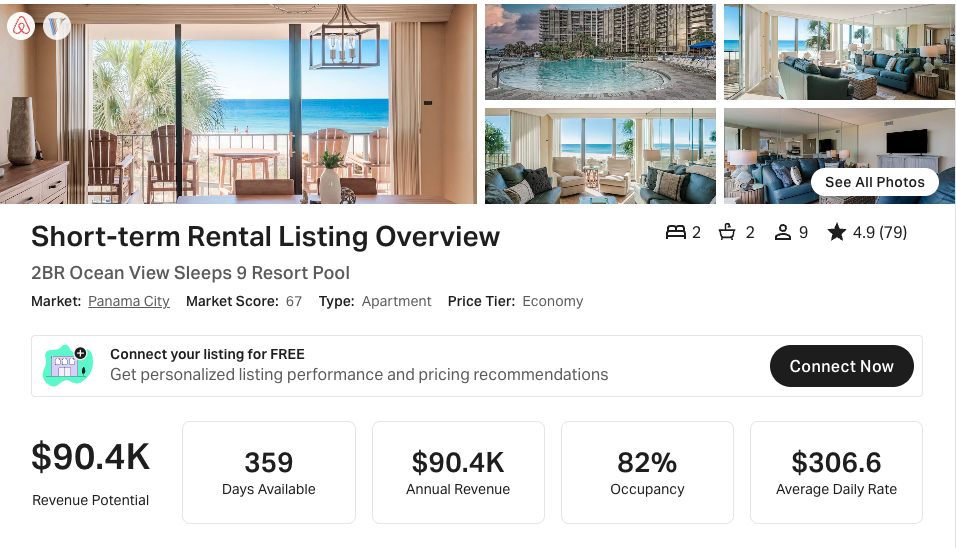 See All Photos
Short-term Rental Listing Overview
2 2 9 4.9 (79)
2BR Ocean View Sleeps 9 Resort Pool
Market: Panama City Market Score: 67 Type: Apartment Price Tier: Economy
Connect your listing for FREE
Get personalized listing performance and pricing recommendations
Connect Now
$90.4K
Revenue Potential
359
Days Available
$90.4K
Annual Revenue
82%
Occupancy
$306.6
Average Daily Rate